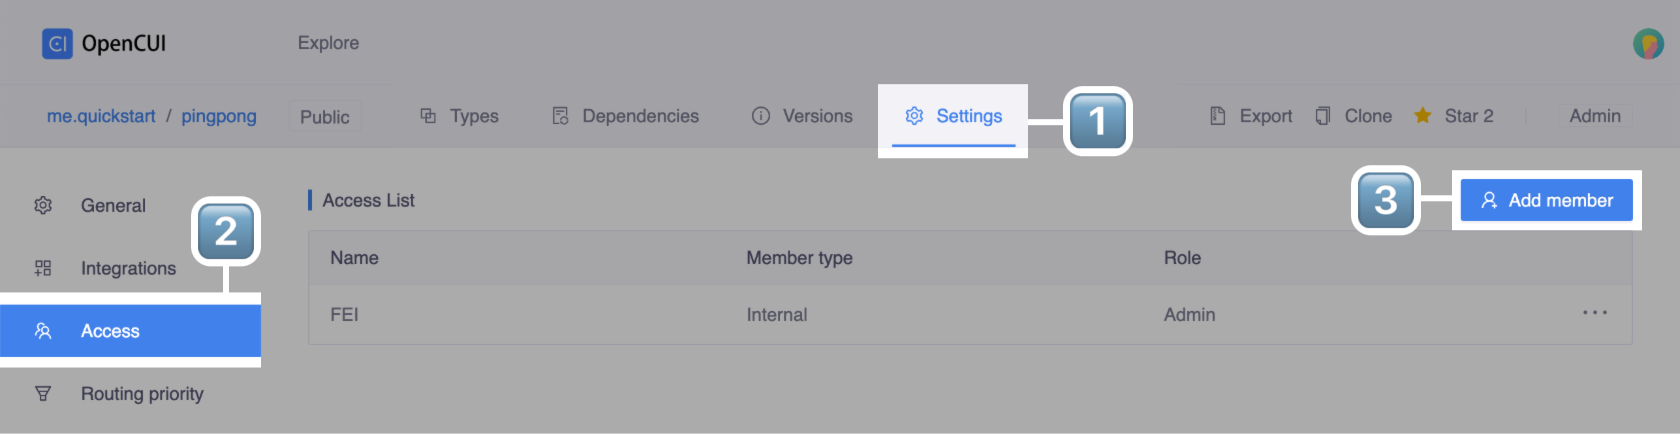 CI OpenCUI Explore
me.quickstart / pingpong Public Types Dependencies Versions Settings 1 Export Clone Star 2 Admin
General 2 Access List 3 Add member
Integrations Name Member type Role
Access FEI Internal Admin ···
Routing priority